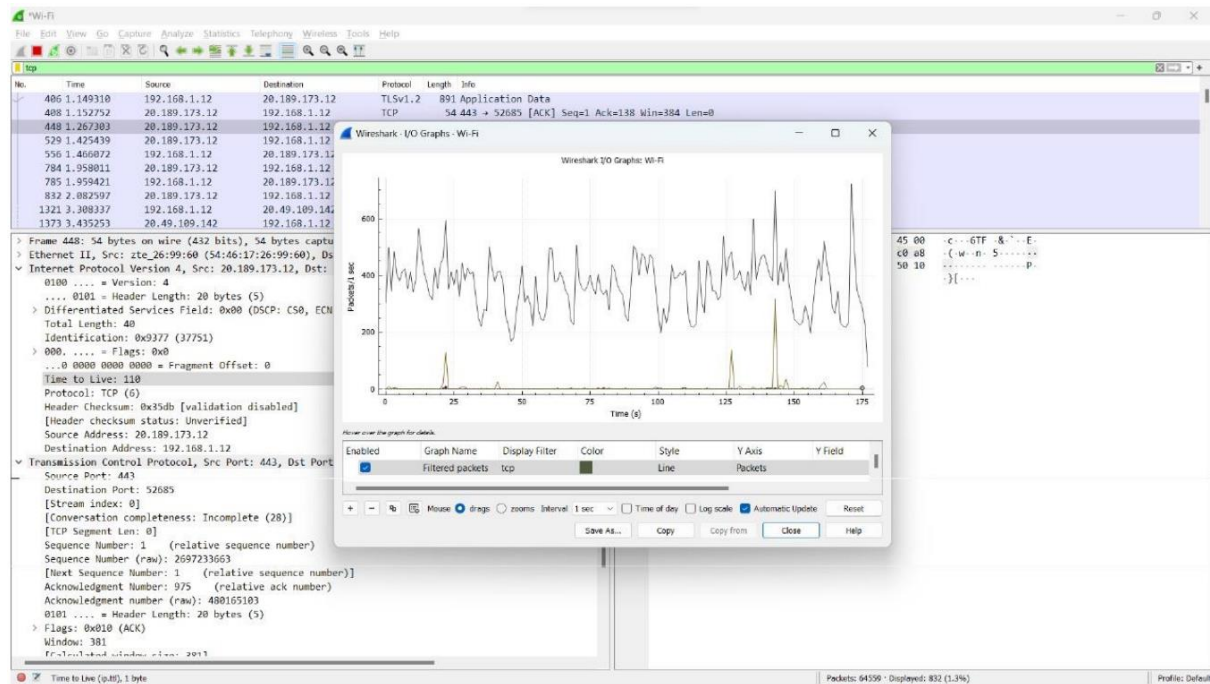 *Wi-Fi
File Edit View Go Capture Analyze Statistics Telephony Wireless Tools Help
tcp
No. Time Source Destination Protocol Length Info
406 1.149310 192.168.1.12 20.189.173.12 TLSv1.2 891 Application Data
408 1.152752 20.189.173.12 192.168.1.12 TCP 54 443 → 52685 [ACK] Seq=1 Ack=138 Win=384 Len=0
448 1.267303 20.189.173.12 192.168.1.12
529 1.425439 20.189.173.12 192.168.1.12
556 1.466072 192.168.1.12 20.189.173.12
784 1.958011 20.189.173.12 192.168.1.12
785 1.959421 192.168.1.12 20.189.173.12
832 2.082597 20.189.173.12 192.168.1.12
1321 3.308337 192.168.1.12 20.49.109.142
1373 3.435253 20.49.109.142 192.168.1.12
Frame 448: 54 bytes on wire (432 bits), 54 bytes captu
Ethernet II, Src: zte_26:99:60 (54:46:17:26:99:60), Ds
Internet Protocol Version 4, Src: 20.189.173.12, Dst:
0100 .... = Version: 4
.... 0101 = Header Length: 20 bytes (5)
Differentiated Services Field: 0x00 (DSCP: CS0, ECN
Total Length: 40
Identification: 0x9377 (37751)
000. .... = Flags: 0x0
...0 0000 0000 0000 = Fragment Offset: 0
Time to Live: 110
Protocol: TCP (6)
Header Checksum: 0x35db [validation disabled]
[Header checksum status: Unverified]
Source Address: 20.189.173.12
Destination Address: 192.168.1.12
Transmission Control Protocol, Src Port: 443, Dst Port
Source Port: 443
Destination Port: 52685
[Stream index: 0]
[Conversation completeness: Incomplete (28)]
[TCP Segment Len: 0]
Sequence Number: 1 (relative sequence number)
Sequence Number (raw): 2697233663
[Next Sequence Number: 1 (relative sequence number)]
Acknowledgment Number: 975 (relative ack number)
Acknowledgment number (raw): 480165103
0101 .... = Header Length: 20 bytes (5)
Flags: 0x010 (ACK)
Window: 381
[Calculated window size: 381]
Wireshark · I/O Graphs · Wi-Fi
Wireshark I/O Graphs: Wi-Fi
Packets/1 sec
600
400
200
0
0 25 50 75 100 125 150 175
Time (s)
Hover over the graph for details.
Enabled Graph Name Display Filter Color Style Y Axis Y Field
Filtered packets tcp Line Packets
+ − Mouse drags zooms Interval 1 sec Time of day Log scale Automatic Update Reset
Save As... Copy Copy from Close Help
45 00
c0 a8
50 10
Time to Live (ip.ttl), 1 byte
Packets: 64559 · Displayed: 832 (1.3%)
Profile: Defaul